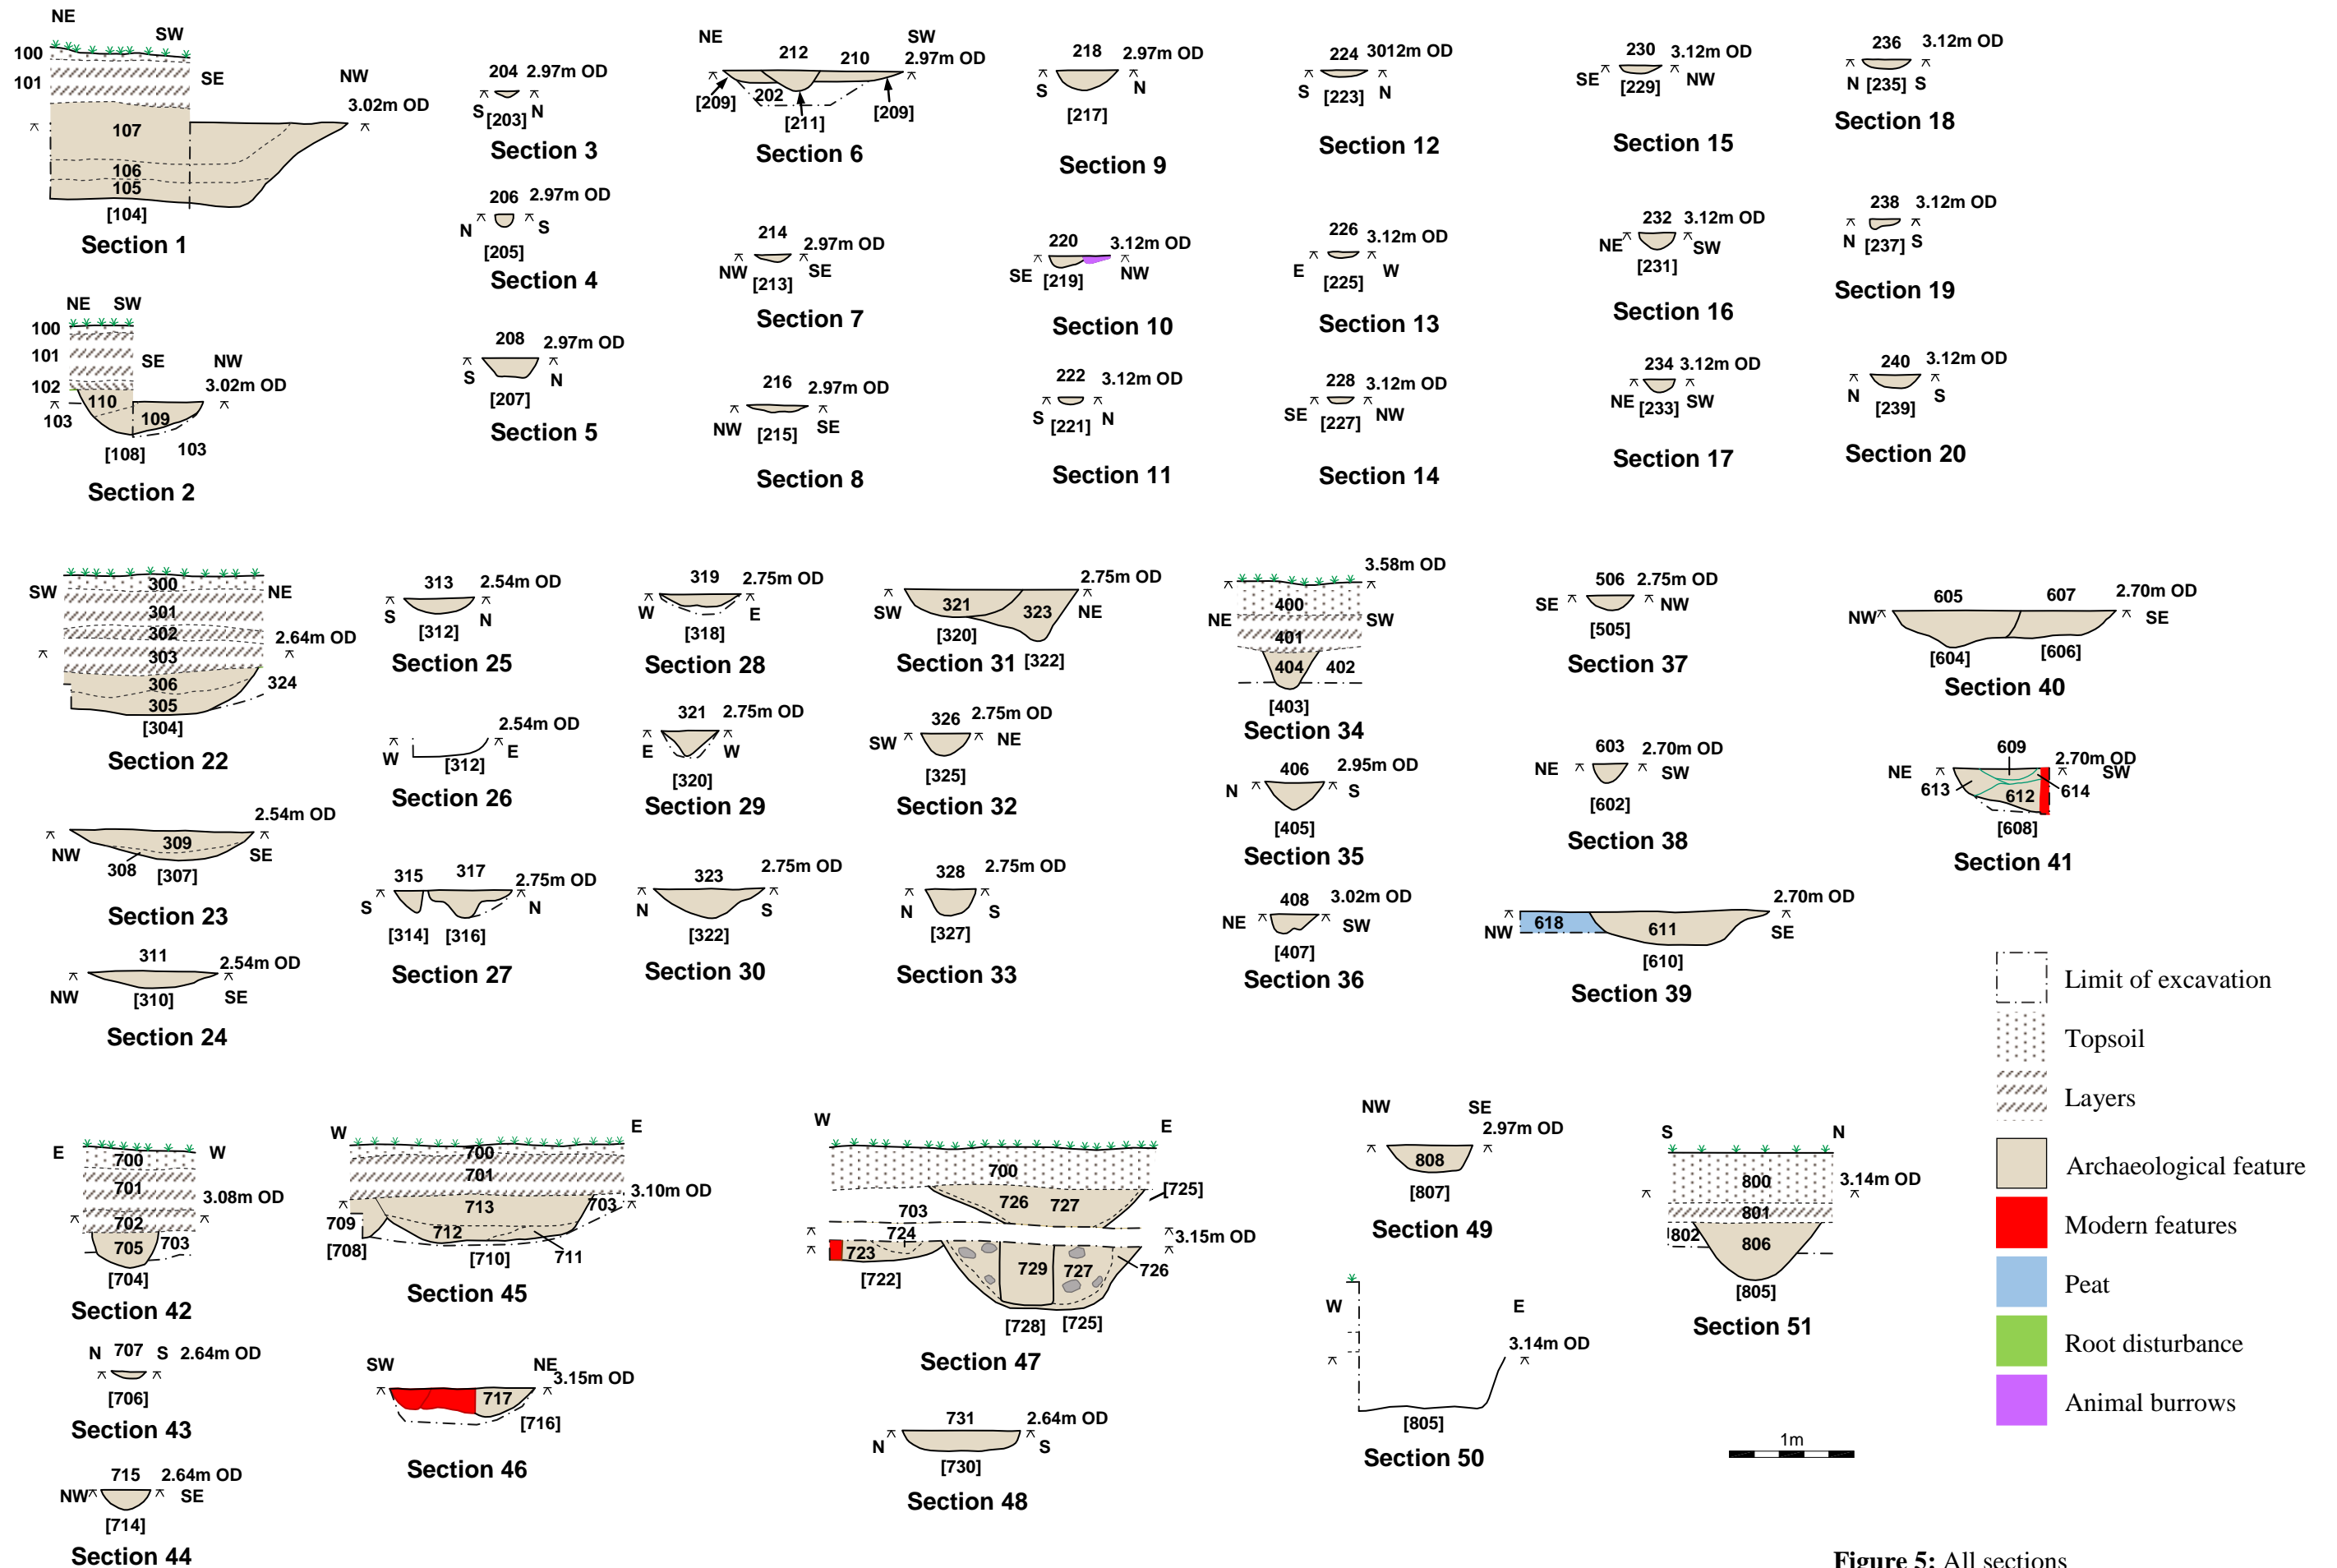 NE
SW
100
101
SE
NW
3.02m OD
107
106
105
[104]
Section 1
NE SW
100
101
SE NW
102
3.02m OD
110
109
103
103
[108]
Section 2
204 2.97m OD
S [203] N
Section 3
206 2.97m OD
N S
[205]
Section 4
208 2.97m OD
S N
[207]
Section 5
NE SW
212 210 2.97m OD
[209] 202 [211] [209]
Section 6
214
2.97m OD
NW [213] SE
Section 7
216 2.97m OD
NW [215] SE
Section 8
218 2.97m OD
S N
[217]
Section 9
220 3.12m OD
SE [219] NW
Section 10
222 3.12m OD
S [221] N
Section 11
224 3012m OD
S [223] N
Section 12
226 3.12m OD
E [225] W
Section 13
228 3.12m OD
SE [227] NW
Section 14
230 3.12m OD
SE [229] NW
Section 15
232 3.12m OD
NE SW
[231]
Section 16
234 3.12m OD
NE [233] SW
Section 17
236 3.12m OD
N [235] S
Section 18
238 3.12m OD
N [237] S
Section 19
240 3.12m OD
N [239] S
Section 20
SW NE
300
301
302
2.64m OD
303
306
324
305
[304]
Section 22
2.54m OD
309
NW SE
308 [307]
Section 23
311 2.54m OD
NW [310] SE
Section 24
313 2.54m OD
S [312] N
Section 25
2.54m OD
W [312] E
Section 26
315 317 2.75m OD
S N
[314] [316]
Section 27
319 2.75m OD
W E
[318]
Section 28
321 2.75m OD
E W
[320]
Section 29
323 2.75m OD
N S
[322]
Section 30
2.75m OD
321 323
SW NE
[320]
[322]
Section 31
326 2.75m OD
SW NE
[325]
Section 32
328 2.75m OD
N S
[327]
Section 33
3.58m OD
400
NE SW
401
404 402
[403]
Section 34
406 2.95m OD
N S
[405]
Section 35
408 3.02m OD
NE SW
[407]
Section 36
506 2.75m OD
SE NW
[505]
Section 37
603 2.70m OD
NE SW
[602]
Section 38
2.70m OD
618 611
NW SE
[610]
Section 39
605 607 2.70m OD
NW SE
[604] [606]
Section 40
609
2.70m OD
NE SW
613 612 614
[608]
Section 41
E W
700
701
3.08m OD
702
705 703
[704]
Section 42
N 707 S 2.64m OD
[706]
Section 43
715 2.64m OD
NW SE
[714]
Section 44
W E
700
701
3.10m OD
713 703
709
712
[708] [710] 711
Section 45
SW NE
3.15m OD
717
[716]
Section 46
W E
700
726 727 [725]
703
724
3.15m OD
723 729 727 726
[722]
[728] [725]
Section 47
731 2.64m OD
N S
[730]
Section 48
NW SE
2.97m OD
808
[807]
Section 49
W E
3.14m OD
[805]
Section 50
S N
800
3.14m OD
801
802 806
[805]
Section 51
Limit of excavation
Topsoil
Layers
Archaeological feature
Modern features
Peat
Root disturbance
Animal burrows
1m
Figure 5: All sections